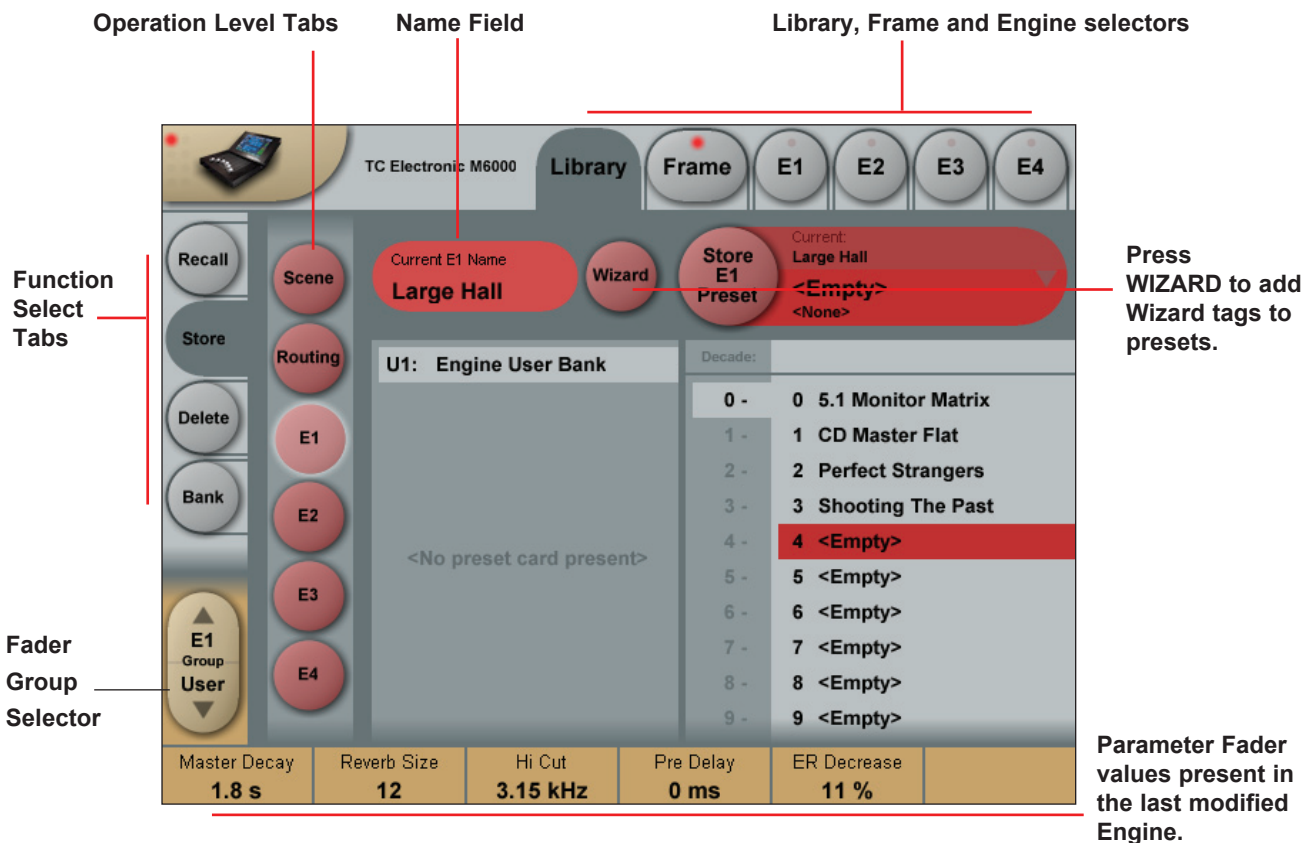 Operation Level Tabs
Name Field
Library, Frame and Engine selectors
TC Electronic M6000
Library
Frame
E1
E2
E3
E4
Function
Select
Tabs
Recall
Store
Delete
Bank
Scene
Routing
E1
E2
E3
E4
Current E1 Name
Large Hall
Wizard
Store
E1
Preset
Current:
Large Hall
<Empty>
<None>
Press
WIZARD to add
Wizard tags to
presets.
U1: Engine User Bank
<No preset card present>
Decade:
0 -
1 -
2 -
3 -
4 -
5 -
6 -
7 -
8 -
9 -
0 5.1 Monitor Matrix
1 CD Master Flat
2 Perfect Strangers
3 Shooting The Past
4 <Empty>
5 <Empty>
6 <Empty>
7 <Empty>
8 <Empty>
9 <Empty>
Fader
Group
Selector
E1
Group
User
Master Decay
1.8 s
Reverb Size
12
Hi Cut
3.15 kHz
Pre Delay
0 ms
ER Decrease
11 %
Parameter Fader
values present in
the last modified
Engine.